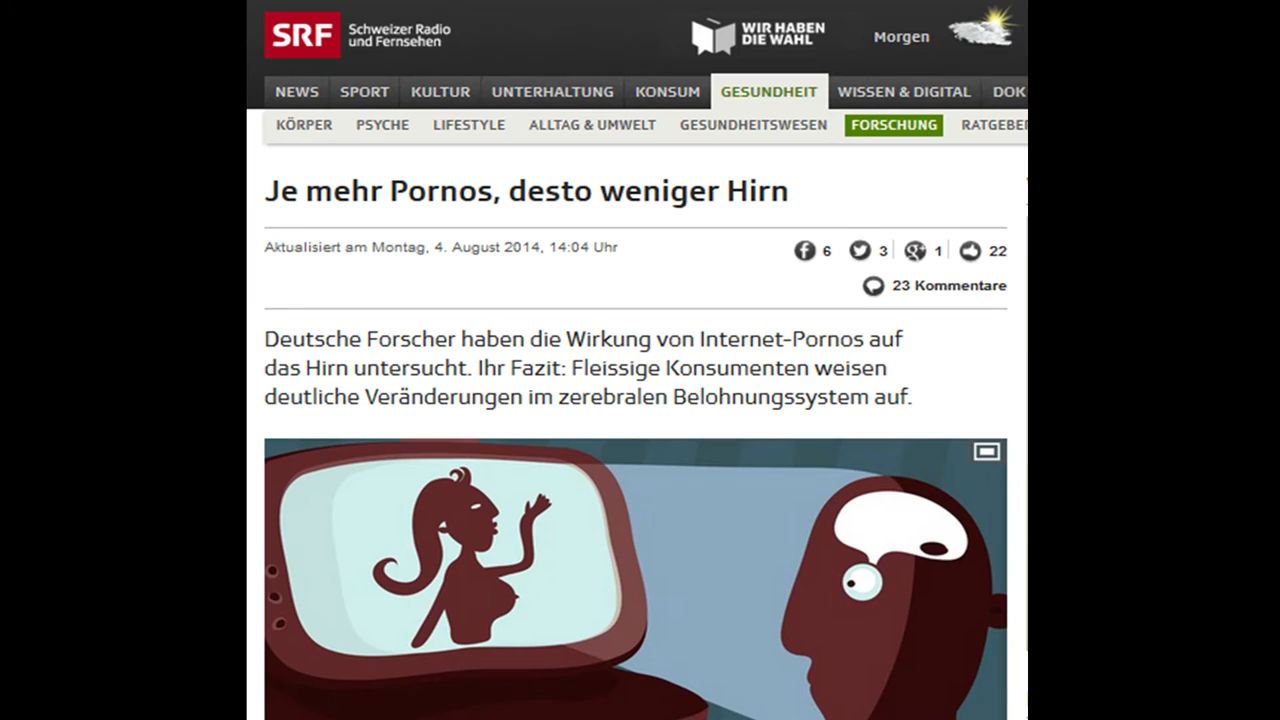 SRF Schweizer Radio
und Fernsehen
WIR HABEN
DIE WAHL
Morgen
NEWS SPORT KULTUR UNTERHALTUNG KONSUM GESUNDHEIT WISSEN & DIGITAL DOK
KÖRPER PSYCHE LIFESTYLE ALLTAG & UMWELT GESUNDHEITSWESEN FORSCHUNG RATGEBER
Je mehr Pornos, desto weniger Hirn
Aktualisiert am Montag, 4. August 2014, 14:04 Uhr
6 3 1 22
23 Kommentare
Deutsche Forscher haben die Wirkung von Internet-Pornos auf
das Hirn untersucht. Ihr Fazit: Fleissige Konsumenten weisen
deutliche Veränderungen im zerebralen Belohnungssystem auf.